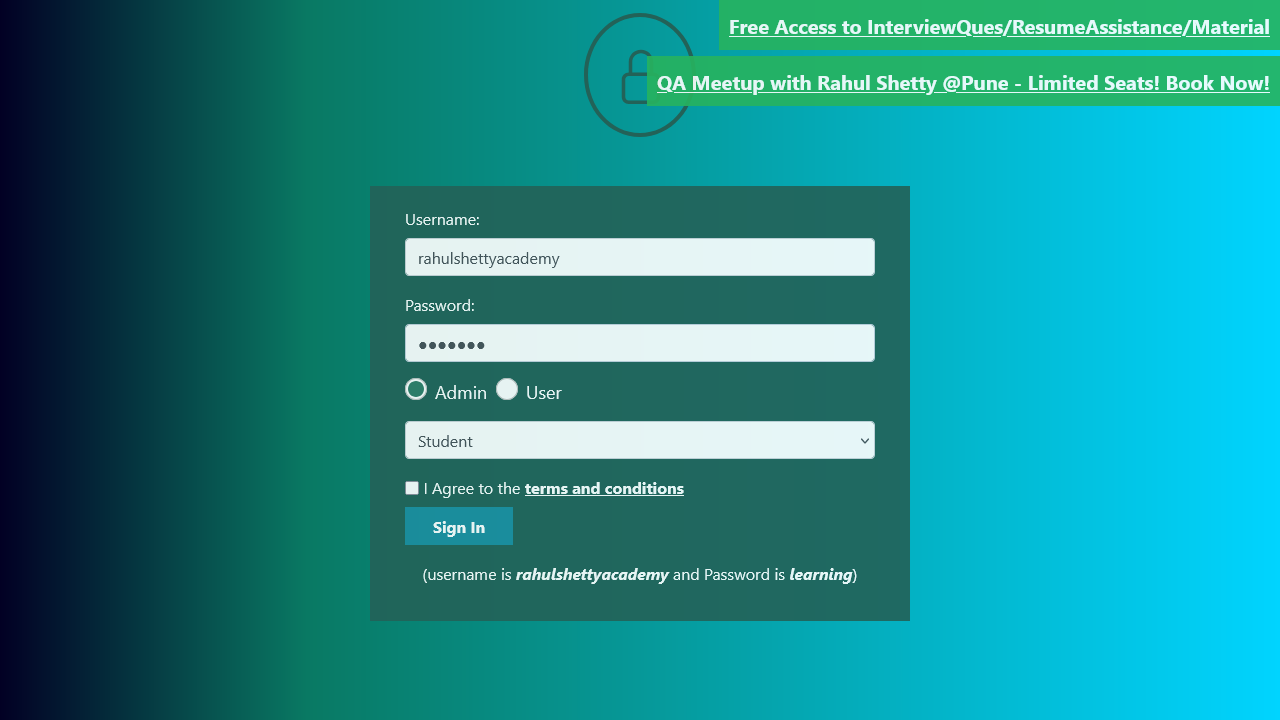 Free Access to InterviewQues/ResumeAssistance/Material
QA Meetup with Rahul Shetty @Pune - Limited Seats! Book Now!
Username:
rahulshettyacademy
Password:
•••••••
Admin User
Student
I Agree to the terms and conditions
Sign In
(username is rahulshettyacademy and Password is learning)